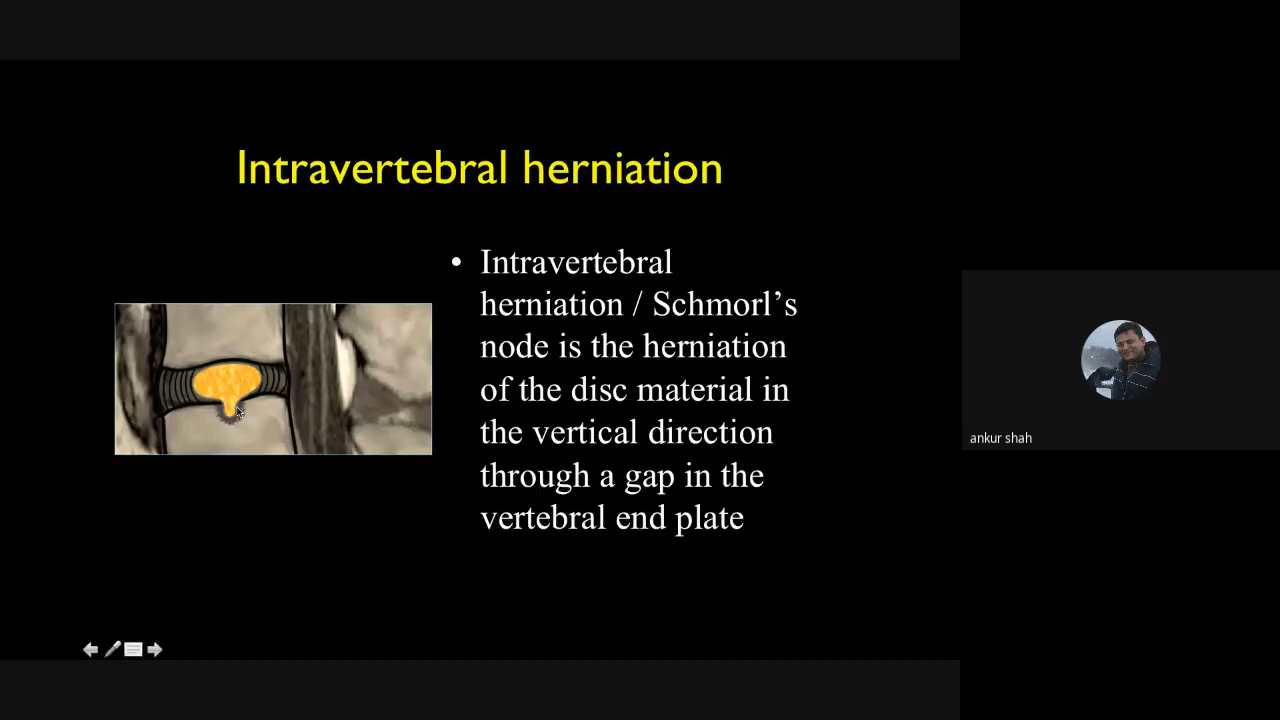 Intravertebral herniation
• Intravertebral
herniation / Schmorl’s
node is the herniation
of the disc material in
the vertical direction
through a gap in the
vertebral end plate
ankur shah